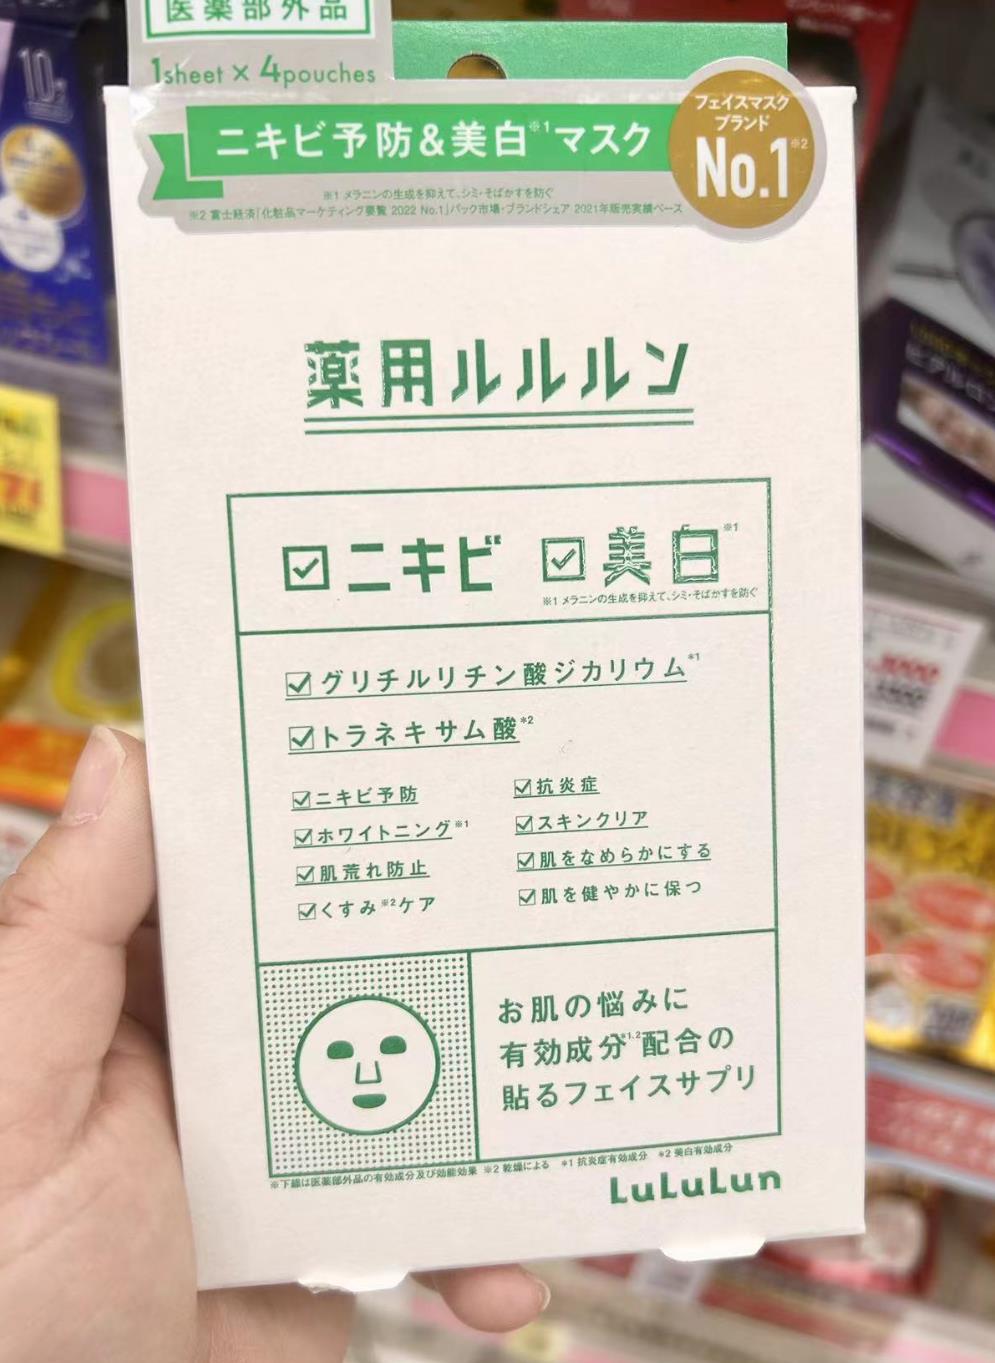 医薬部外品
1sheet × 4pouches
ニキビ予防&美白※1マスク
フェイスマスク
ブランド
No.1※2
※1 メラニンの生成を抑えて、シミ・そばかすを防ぐ
※2 富士経済「化粧品マーケティング要覧 2022 No.1」パック市場・ブランドシェア 2021年販売実績ベース
薬用ルルルン
☑ニキビ ☑美白※1
※1 メラニンの生成を抑えて、シミ・そばかすを防ぐ
☑グリチルリチン酸ジカリウム*1
☑トラネキサム酸*2
☑ニキビ予防 ☑抗炎症
☑ホワイトニング※1 ☑スキンクリア
☑肌荒れ防止 ☑肌をなめらかにする
☑くすみ※2ケア ☑肌を健やかに保つ
お肌の悩みに
有効成分*1,2配合の
貼るフェイスサプリ
※下線は医薬部外品の有効成分及び効能効果 ※2 乾燥による *1 抗炎症有効成分 *2 美白有効成分
LuLuLun
10